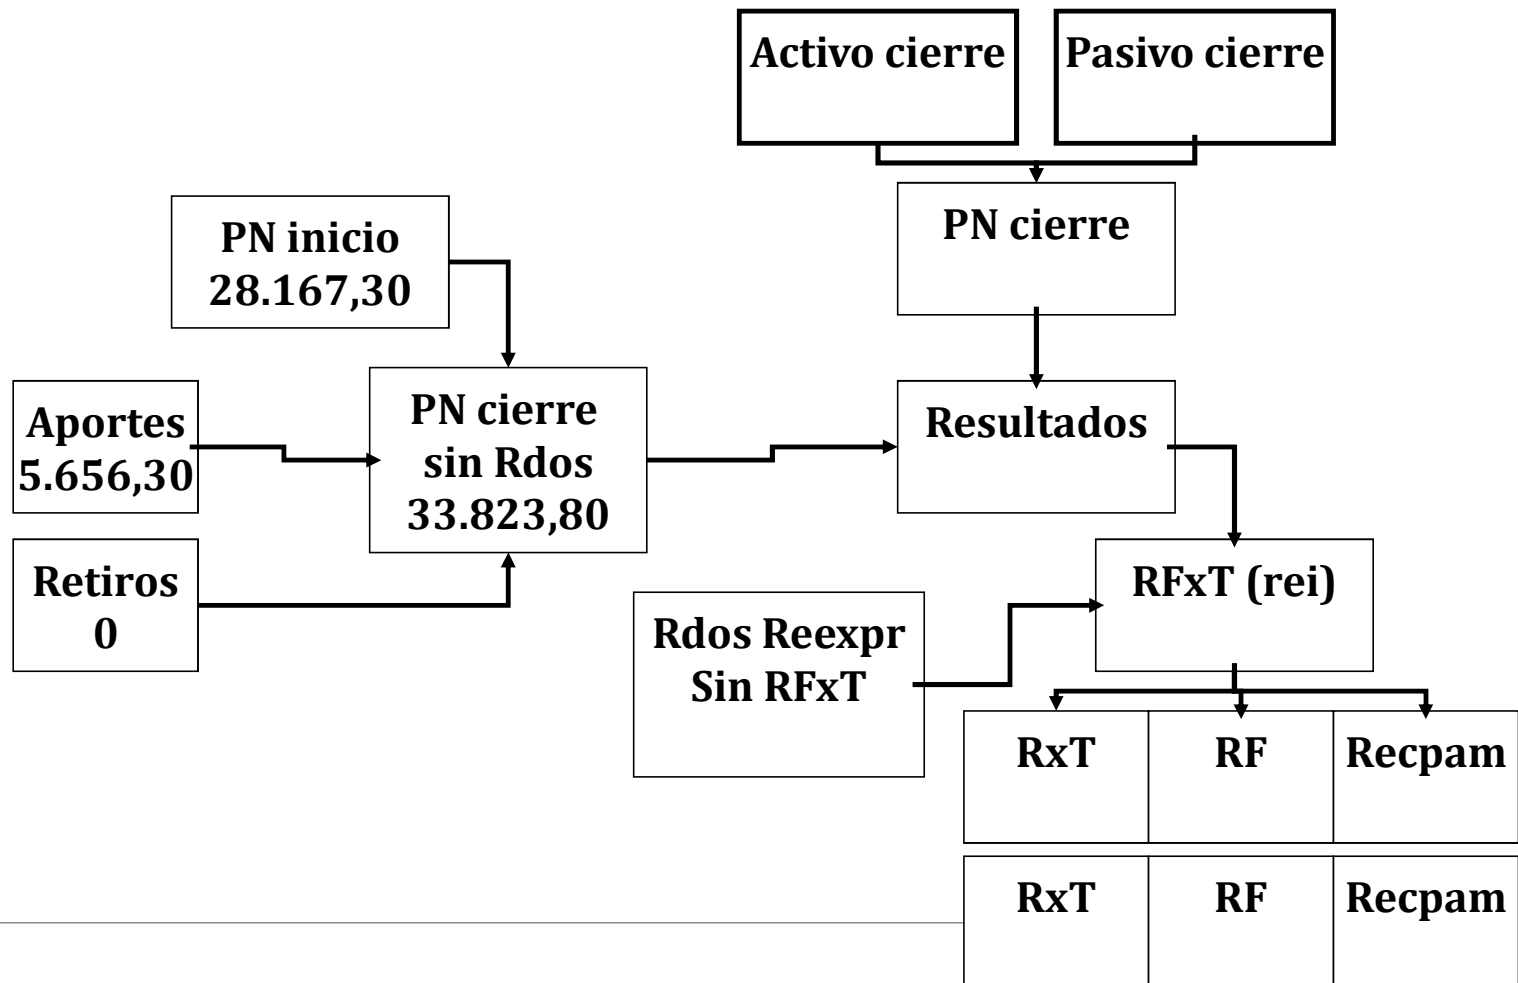 Activo cierre
Pasivo cierre
PN cierre
PN inicio
28.167,30
Aportes
5.656,30
PN cierre
sin Rdos
33.823,80
Resultados
Retiros
0
RFxT (rei)
Rdos Reexpr
Sin RFxT
RxT
RF
Recpam
RxT
RF
Recpam